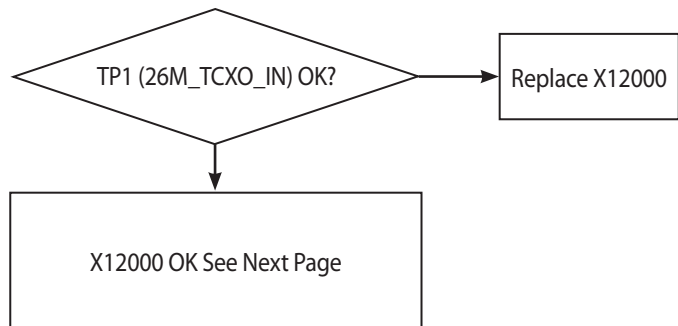 TP1 (26M_TCXO_IN) OK?
Replace X12000
X12000 OK See Next Page